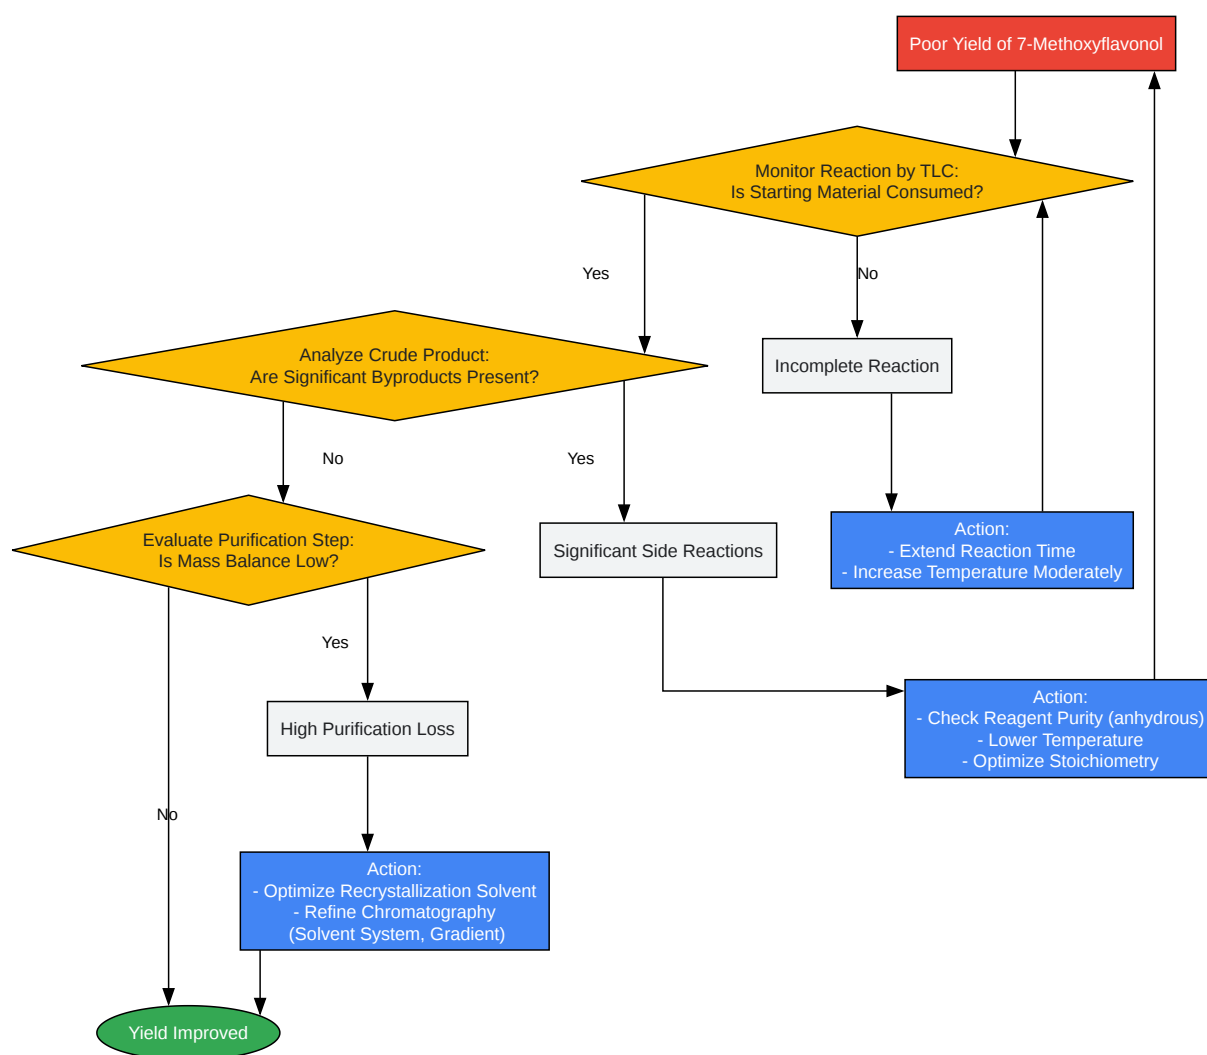 Poor Yield of 7-Methoxyflavonol
Monitor Reaction by TLC:
Is Starting Material Consumed?
Yes
No
Analyze Crude Product:
Are Significant Byproducts Present?
Incomplete Reaction
No
Yes
Evaluate Purification Step:
Is Mass Balance Low?
Significant Side Reactions
Action:
- Extend Reaction Time
- Increase Temperature Moderately
Yes
High Purification Loss
Action:
- Check Reagent Purity (anhydrous)
- Lower Temperature
- Optimize Stoichiometry
No
Action:
- Optimize Recrystallization Solvent
- Refine Chromatography
(Solvent System, Gradient)
Yield Improved